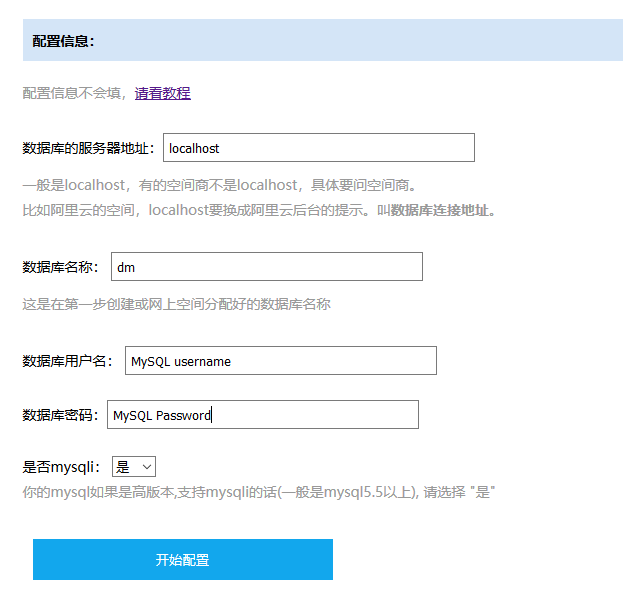 配置信息：
配置信息不会填，请看教程
数据库的服务器地址： localhost
一般是localhost，有的空间商不是localhost，具体要问空间商。
比如阿里云的空间，localhost要换成阿里云后台的提示。叫数据库连接地址。
数据库名称： dm
这是在第一步创建或网上空间分配好的数据库名称
数据库用户名： MySQL username
数据库密码： MySQL Password
是否mysqli： 是
你的mysql如果是高版本,支持mysqli的话(一般是mysql5.5以上), 请选择 "是"
开始配置